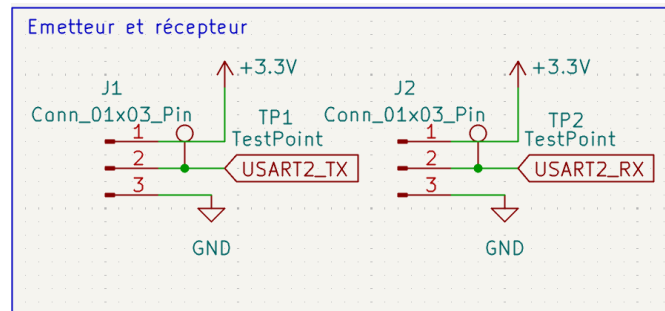 Emetteur et récepteur
+3.3V
J1
Conn_01x03_Pin
TP1
TestPoint
1
2
3
USART2_TX
GND
+3.3V
J2
Conn_01x03_Pin
TP2
TestPoint
1
2
3
USART2_RX
GND